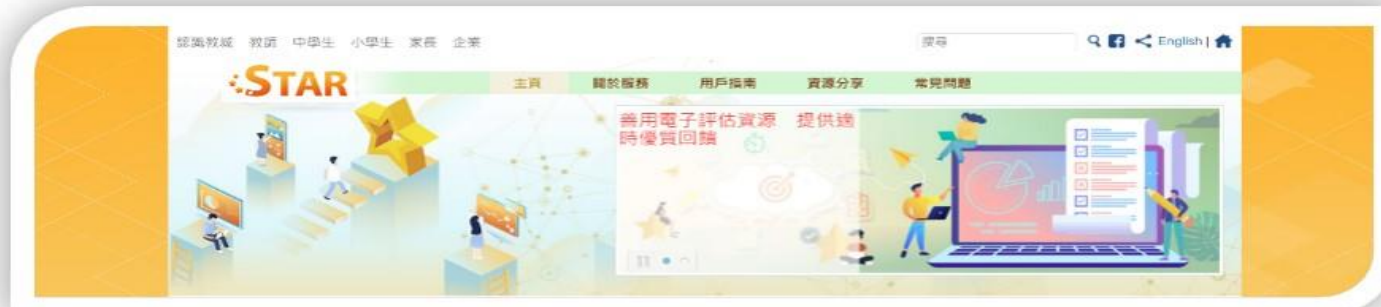 認識教城 教師 中學生 小學生 家長 企業
搜尋
English |
STAR
主頁 關於服務 用戶指南 資源分享 常見問題
善用電子評估資源 提供適
時優質回饋